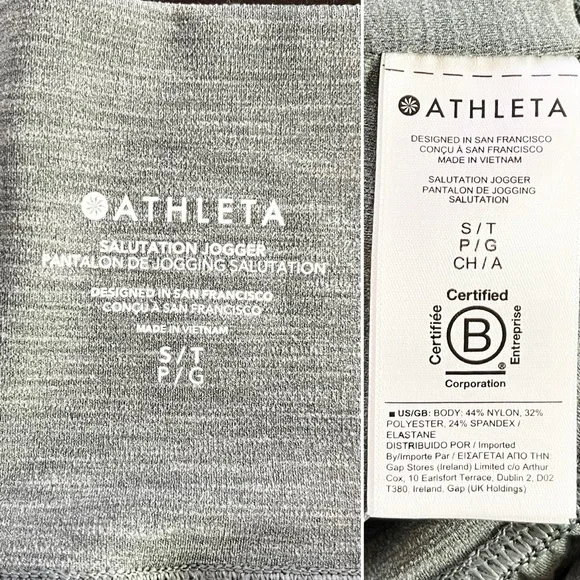 ATHLETA
SALUTATION JOGGER
PANTALON DE JOGGING SALUTATION
DESIGNED IN SAN FRANCISCO
CONÇU À SAN FRANCISCO
MADE IN VIETNAM
S / T
P / G
ATHLETA
DESIGNED IN SAN FRANCISCO
CONÇU À SAN FRANCISCO
MADE IN VIETNAM
SALUTATION JOGGER
PANTALON DE JOGGING
SALUTATION
S / T
P / G
CH / A
Certified
Certifiée
B
®
Entreprise
Corporation
■ US/GB: BODY: 44% NYLON, 32%
POLYESTER, 24% SPANDEX /
ELASTANE
DISTRIBUIDO POR / Imported
By/Importe Par / ΕΙΣΑΓΕΤΑΙ ΑΠΟ ΤΗΝ:
Gap Stores (Ireland) Limited c/o Arthur
Cox, 10 Earlsfort Terrace, Dublin 2, D02
T380, Ireland, Gap (UK Holdings)